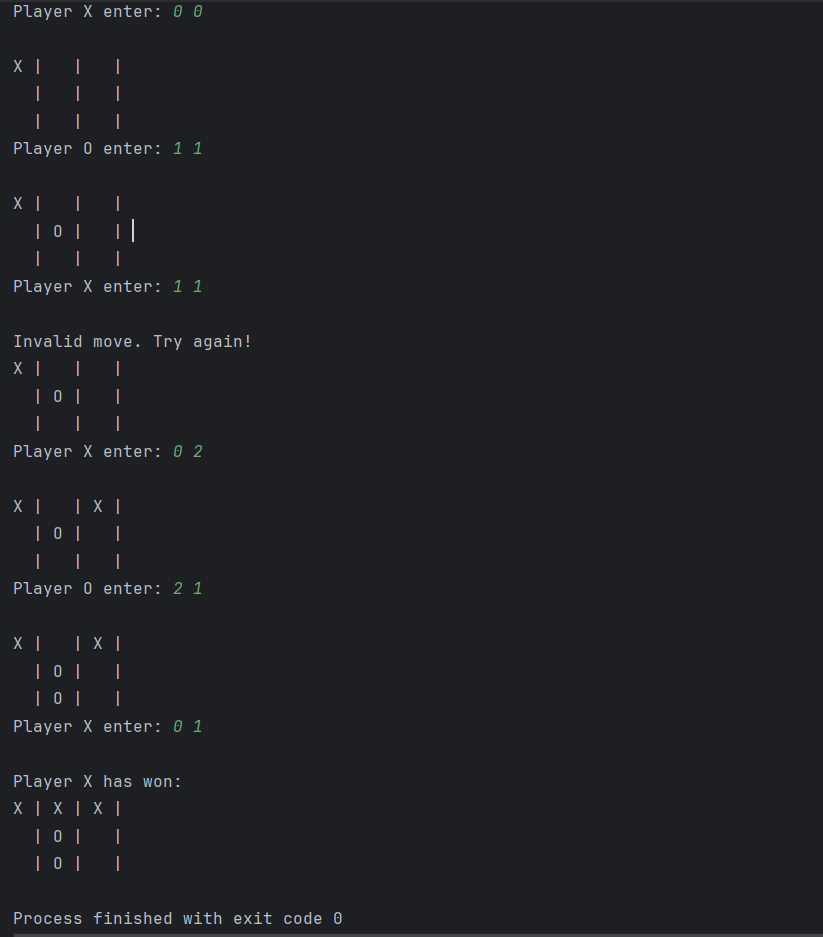 Player X enter: 0 0

X |   |   |
  |   |   |
  |   |   |
Player O enter: 1 1

X |   |   |
  | O |   |
  |   |   |
Player X enter: 1 1

Invalid move. Try again!
X |   |   |
  | O |   |
  |   |   |
Player X enter: 0 2

X |   | X |
  | O |   |
  |   |   |
Player O enter: 2 1

X |   | X |
  | O |   |
  | O |   |
Player X enter: 0 1

Player X has won:
X | X | X |
  | O |   |
  | O |   |

Process finished with exit code 0